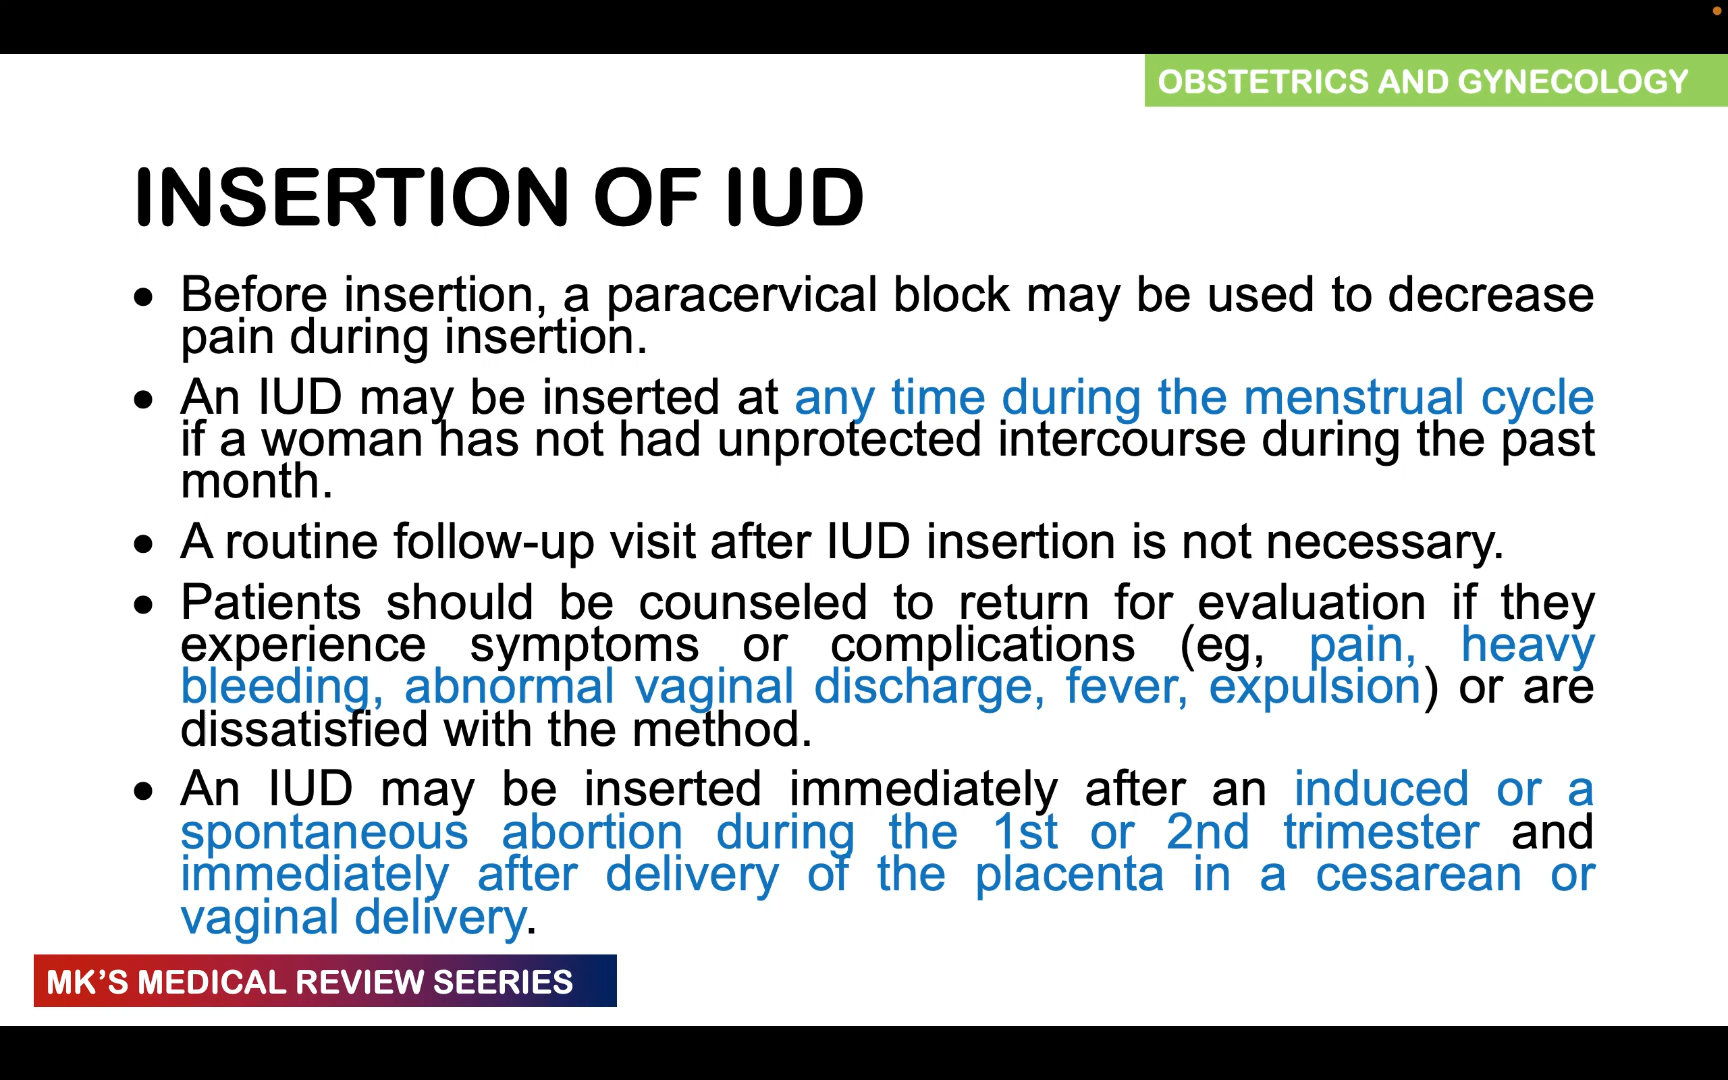 OBSTETRICS AND GYNECOLOGY
INSERTION OF IUD
• Before insertion, a paracervical block may be used to decrease
pain during insertion.
• An IUD may be inserted at any time during the menstrual cycle
if a woman has not had unprotected intercourse during the past
month.
• A routine follow-up visit after IUD insertion is not necessary.
• Patients should be counseled to return for evaluation if they
experience symptoms or complications (eg, pain, heavy
bleeding, abnormal vaginal discharge, fever, expulsion) or are
dissatisfied with the method.
• An IUD may be inserted immediately after an induced or a
spontaneous abortion during the 1st or 2nd trimester and
immediately after delivery of the placenta in a cesarean or
vaginal delivery.
MK’S MEDICAL REVIEW SEERIES